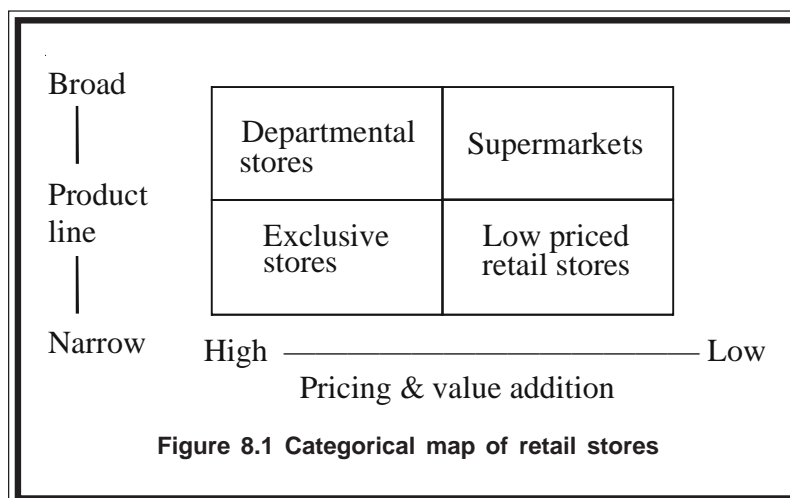 Broad
Departmental
stores
Supermarkets
Product
line
Exclusive
stores
Low priced
retail stores
Narrow
High
Low
Pricing & value addition
Figure 8.1 Categorical map of retail stores